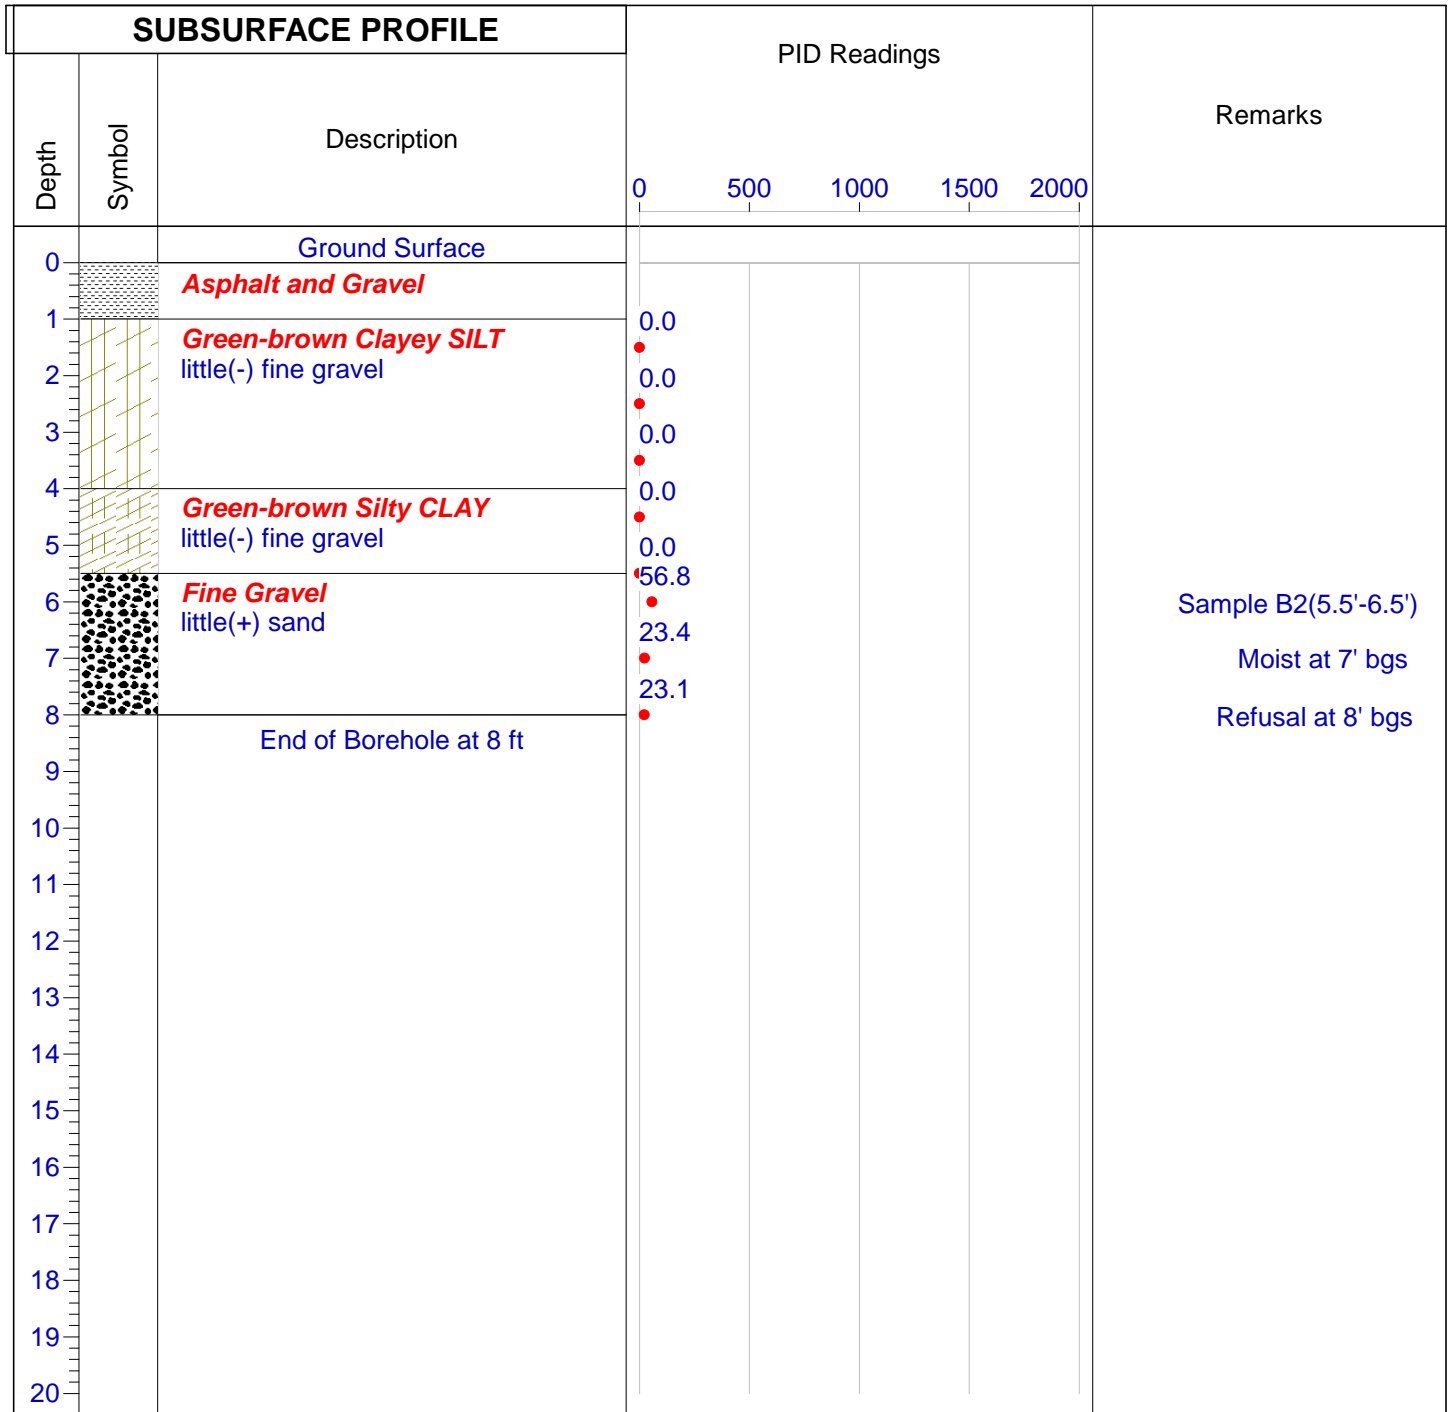 SUBSURFACE PROFILE
PID Readings
Remarks
Depth
Symbol
Description
0 500 1000 1500 2000
Ground Surface
0
Asphalt and Gravel
1
0.0
Green-brown Clayey SILT
little(-) fine gravel
2
0.0
3
0.0
4
0.0
Green-brown Silty CLAY
little(-) fine gravel
5
0.0
56.8
Fine Gravel
6
Sample B2(5.5'-6.5')
little(+) sand
23.4
7
Moist at 7' bgs
23.1
8
Refusal at 8' bgs
End of Borehole at 8 ft
9
10
11
12
13
14
15
16
17
18
19
20